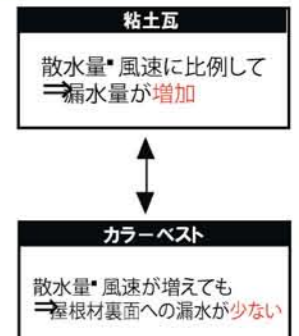 粘土瓦
散水量・風速に比例して
⇒漏水量が増加
カラーベスト
散水量・風速が増えても
⇒屋根材裏面への漏水が少ない